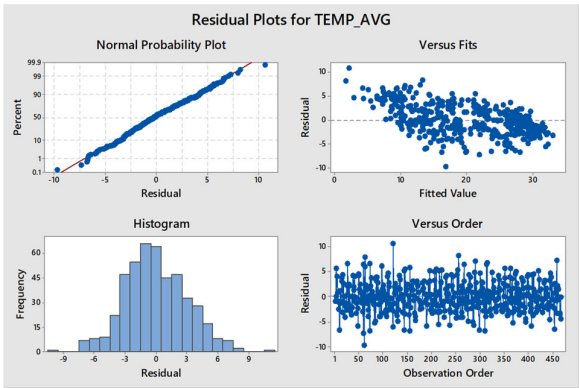 Residual Plots for TEMP_AVG
Normal Probability Plot
99.9
99
90
50
10
1
0.1
Percent
-10 -5 0 5 10
Residual
Versus Fits
10
5
0
-5
-10
Residual
0 10 20 30
Fitted Value
Histogram
60
45
30
15
0
Frequency
-9 -6 -3 0 3 6 9
Residual
Versus Order
10
5
0
-5
-10
Residual
1 50 100 150 200 250 300 350 400 450
Observation Order